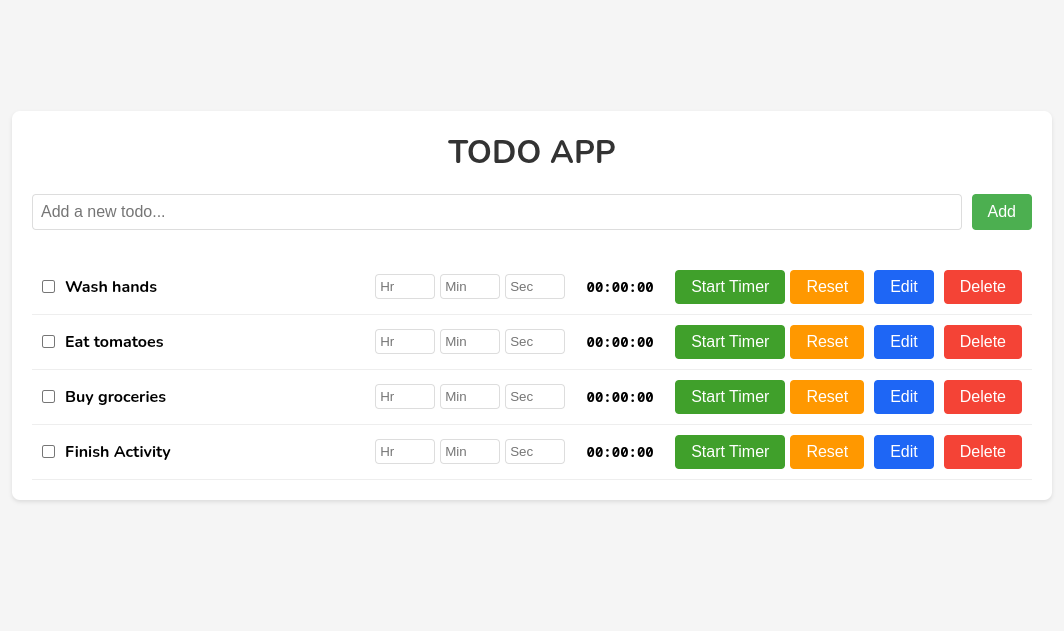 TODO APP
Add a new todo... Add
Wash hands Hr Min Sec 00:00:00 Start Timer Reset Edit Delete
Eat tomatoes Hr Min Sec 00:00:00 Start Timer Reset Edit Delete
Buy groceries Hr Min Sec 00:00:00 Start Timer Reset Edit Delete
Finish Activity Hr Min Sec 00:00:00 Start Timer Reset Edit Delete